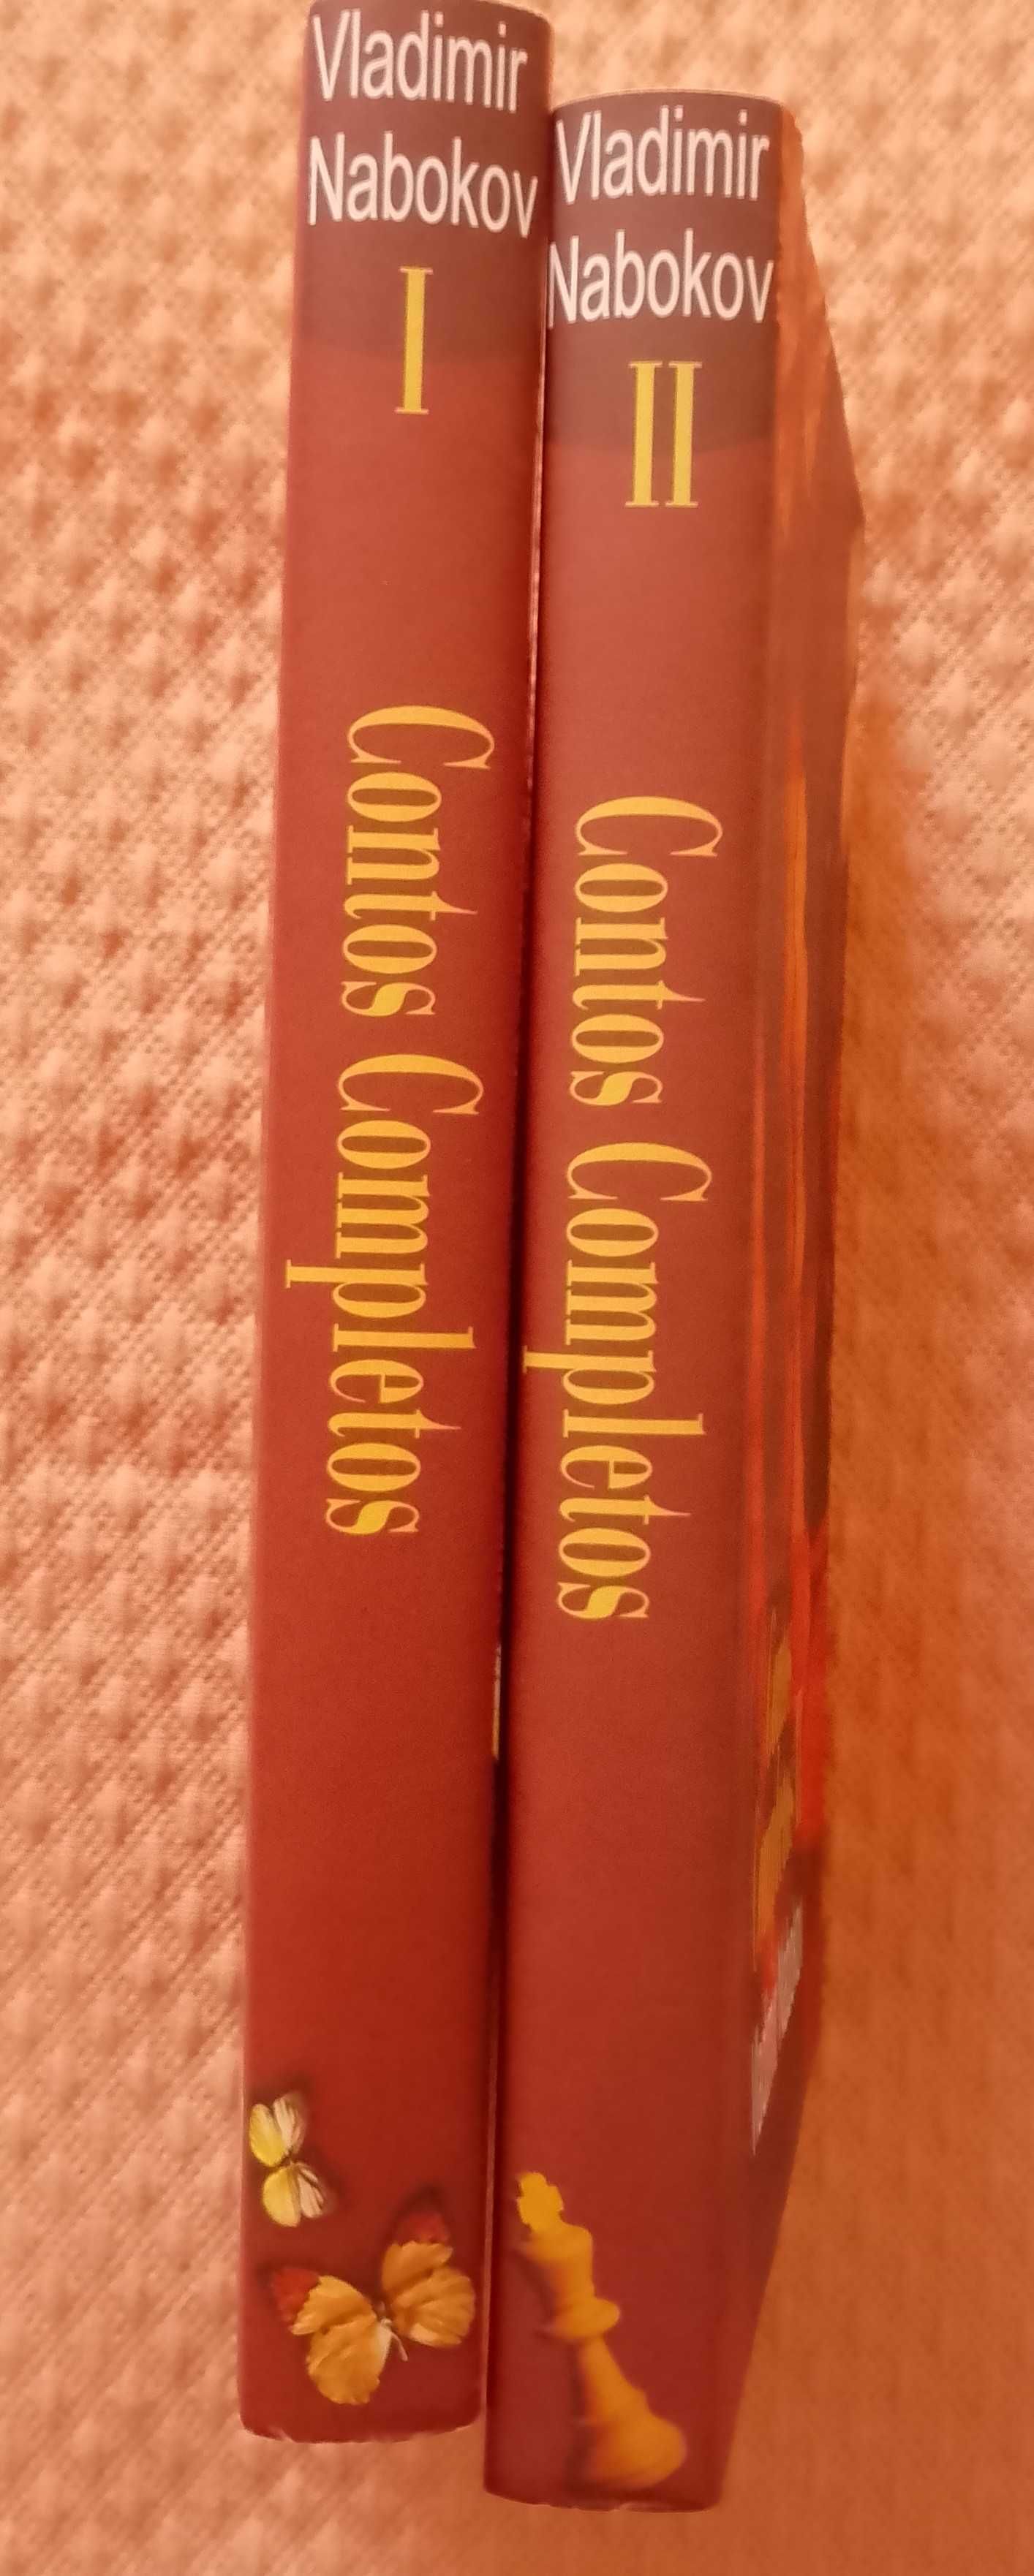 Vladimir
Nabokov
I
Contos Completos
Vladimir
Nabokov
II
Contos Completos